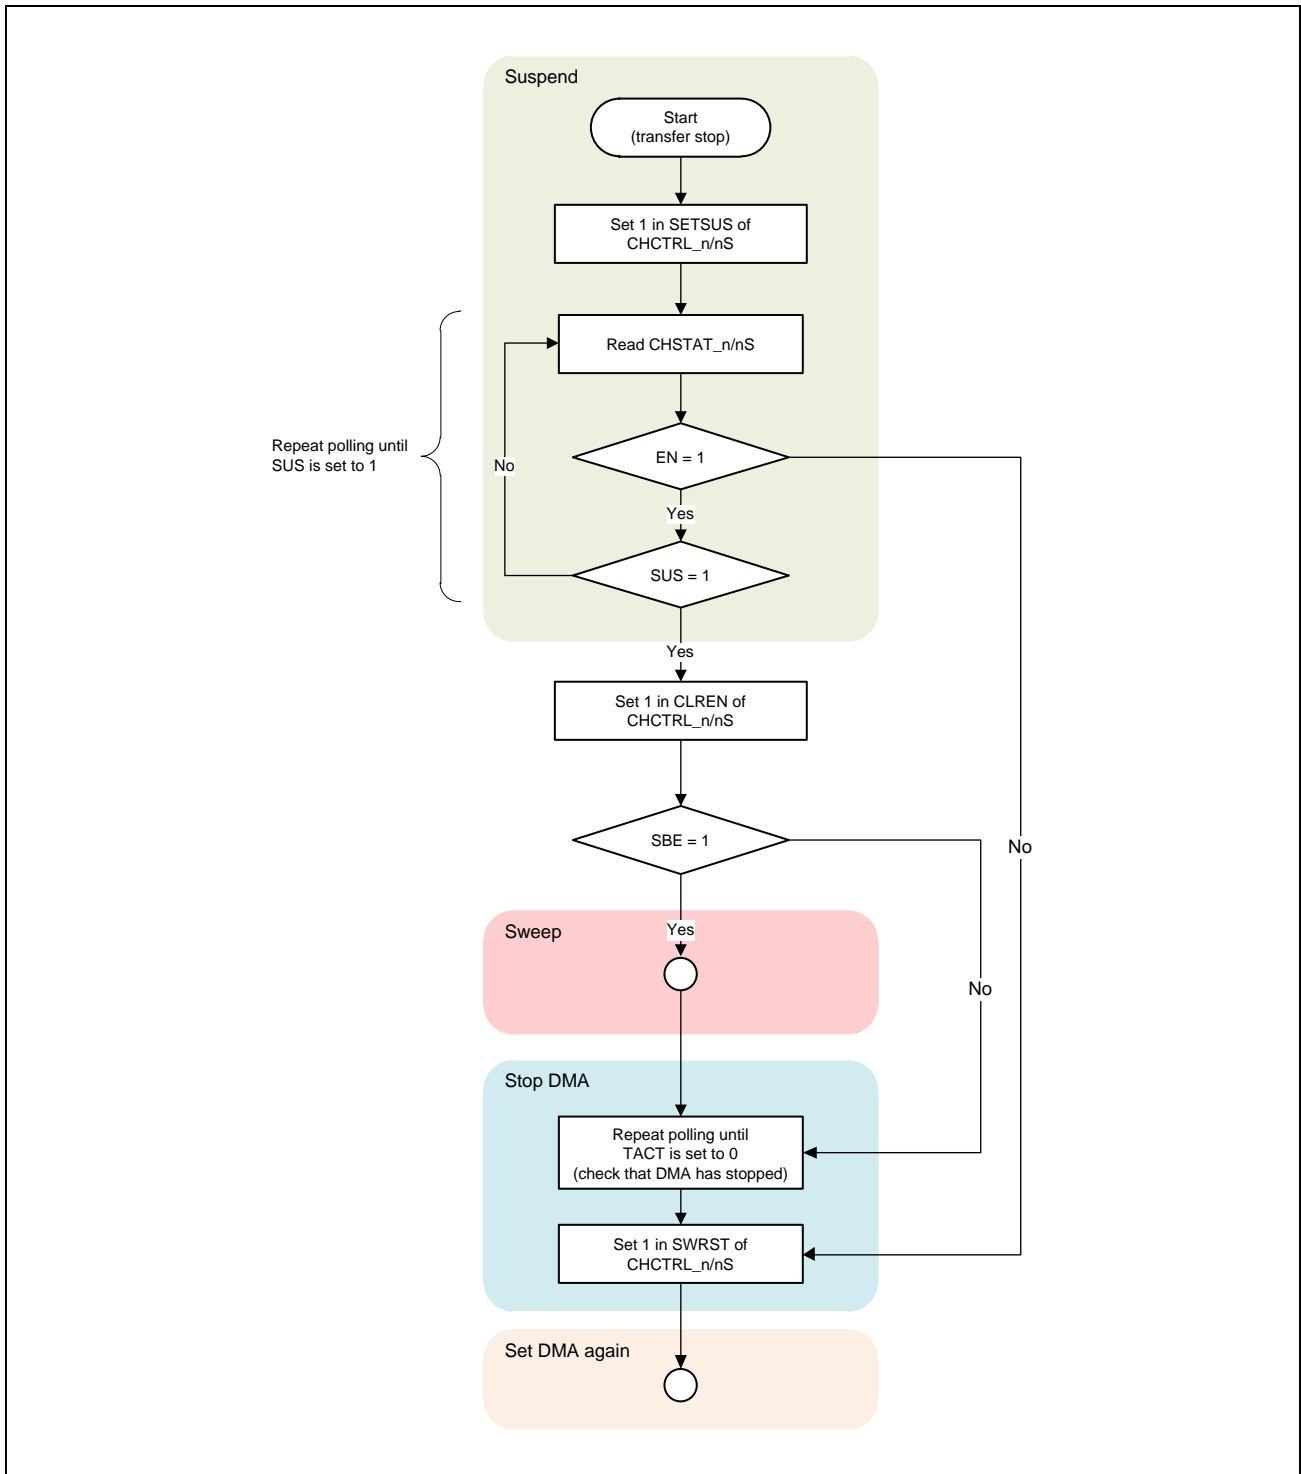 Suspend
Start
(transfer stop)
Set 1 in SETSUS of
CHCTRL_n/nS
Read CHSTAT_n/nS
Repeat polling until
SUS is set to 1
EN = 1
No
Yes
SUS = 1
Yes
Set 1 in CLREN of
CHCTRL_n/nS
SBE = 1
No
Sweep
Yes
No
Stop DMA
Repeat polling until
TACT is set to 0
(check that DMA has stopped)
Set 1 in SWRST of
CHCTRL_n/nS
Set DMA again